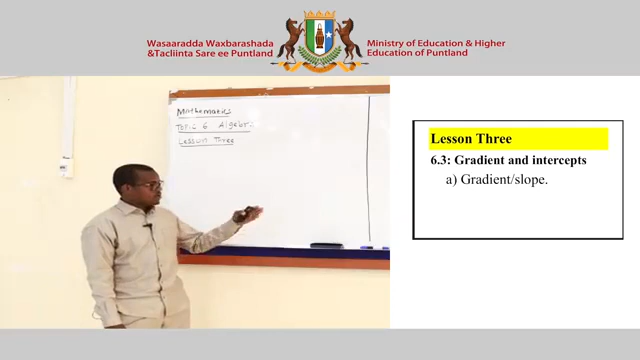 Wasaaradda Waxbarashada
&Tacliinta Sare ee Puntland
Ministry of Education & Higher
Education of Puntland
Mathematics
Topic 6 Algebra
Lesson Three
Lesson Three
6.3: Gradient and intercepts
a) Gradient/slope.